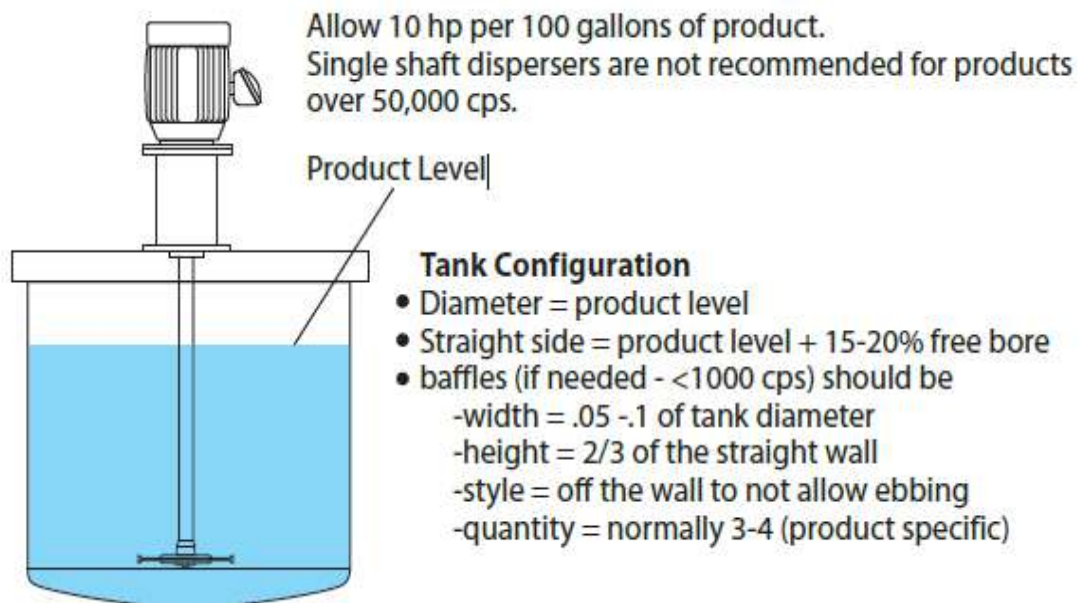 Allow 10 hp per 100 gallons of product.
Single shaft dispersers are not recommended for products
over 50,000 cps.
Product Level
Tank Configuration
• Diameter = product level
• Straight side = product level + 15-20% free bore
• baffles (if needed - <1000 cps) should be
-width = .05 -.1 of tank diameter
-height = 2/3 of the straight wall
-style = off the wall to not allow ebbing
-quantity = normally 3-4 (product specific)